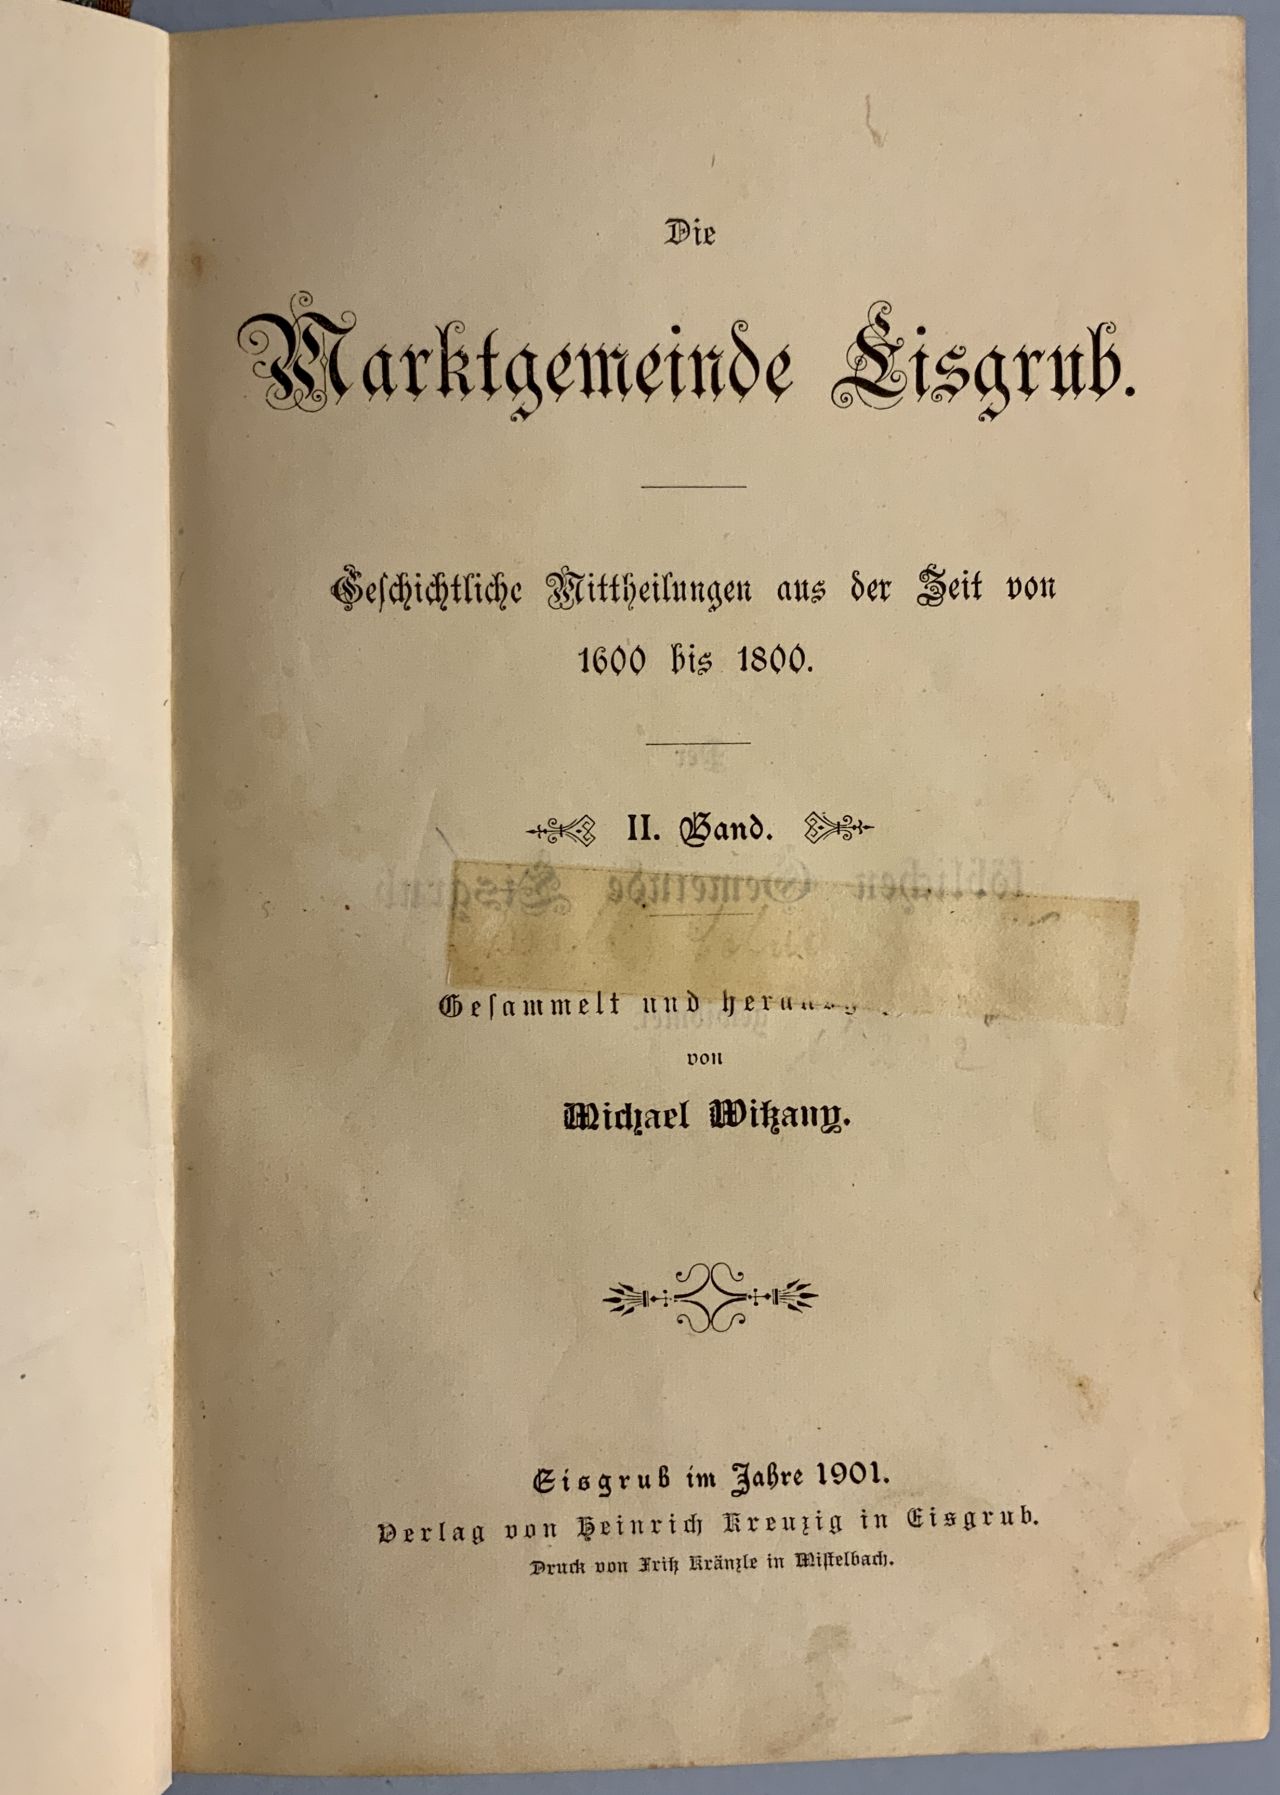 Die
Marktgemeinde Eisgrub.
Geschichtliche Mittheilungen aus der Zeit von
1600 bis 1800.
II. Band.
Gesammelt und
von
Michael Witzany.
Eisgrub im Jahre 1901.
Verlag von Heinrich Kreuzig in Eisgrub.
Druck von Fritz Kränzle in Mistelbach.